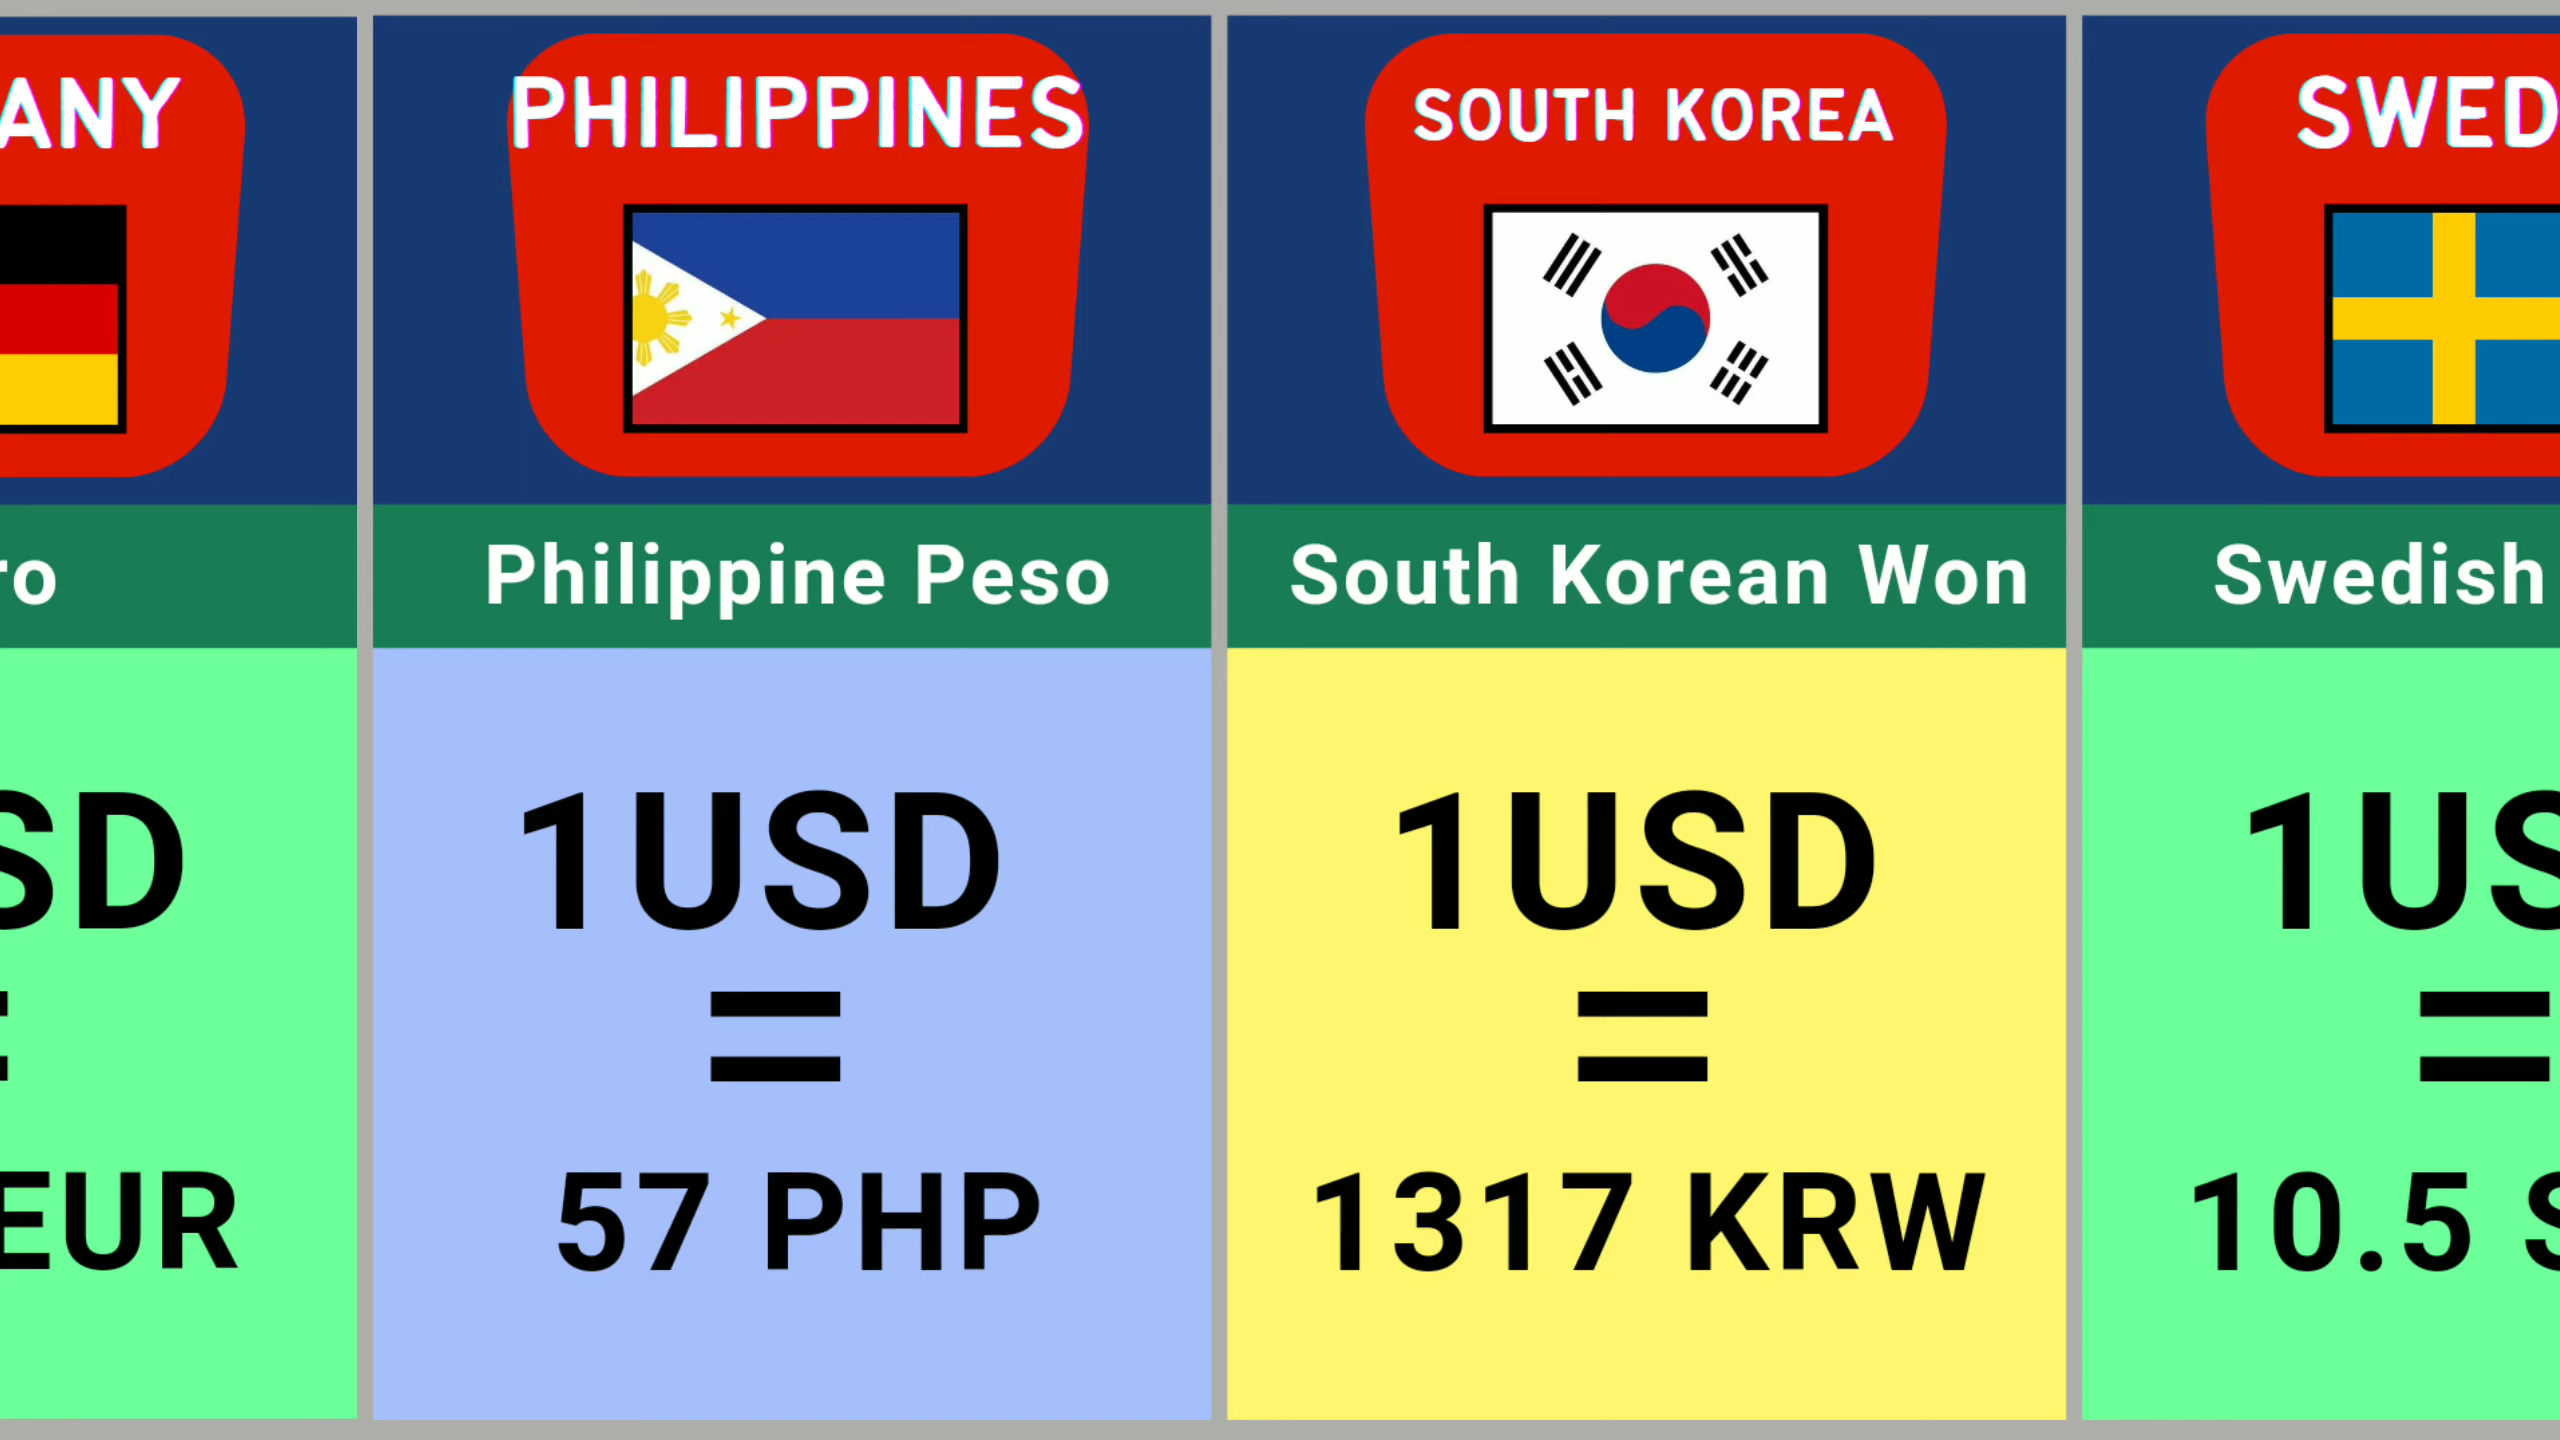 ANY
ro
SD
=
EUR
PHILIPPINES
Philippine Peso
1USD
=
57 PHP
SOUTH KOREA
South Korean Won
1USD
=
1317 KRW
SWED
Swedish
1US
=
10.5 S